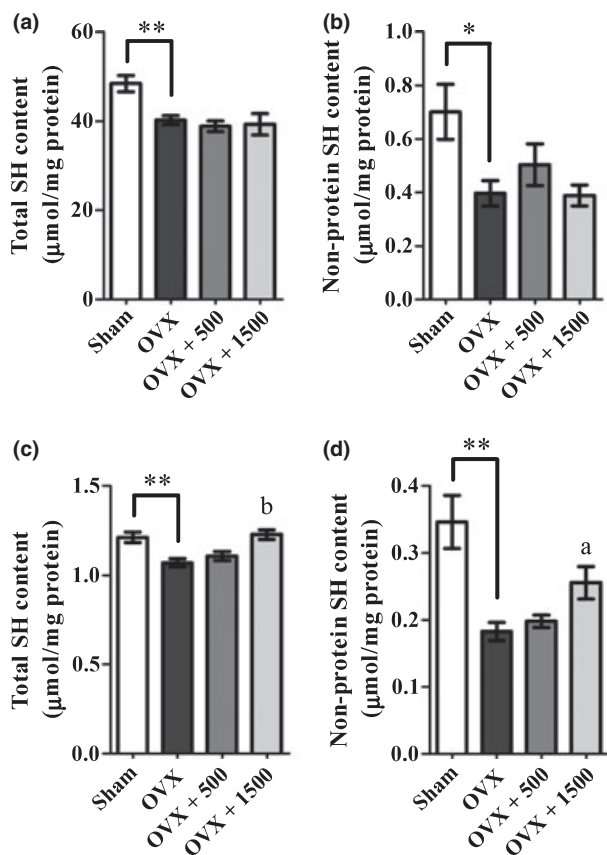 (a)
**
Total SH content
(μmol/mg protein)
60
40
20
0
Sham
OVX
OVX + 500
OVX + 1500
(b)
*
Non-protein SH content
(μmol/mg protein)
0.8
0.6
0.4
0.2
0.0
Sham
OVX
OVX + 500
OVX + 1500
(c)
**
b
Total SH content
(μmol/mg protein)
1.5
1.0
0.5
0.0
Sham
OVX
OVX + 500
OVX + 1500
(d)
**
a
Non-protein SH content
(μmol/mg protein)
0.4
0.3
0.2
0.1
0.0
Sham
OVX
OVX + 500
OVX + 1500